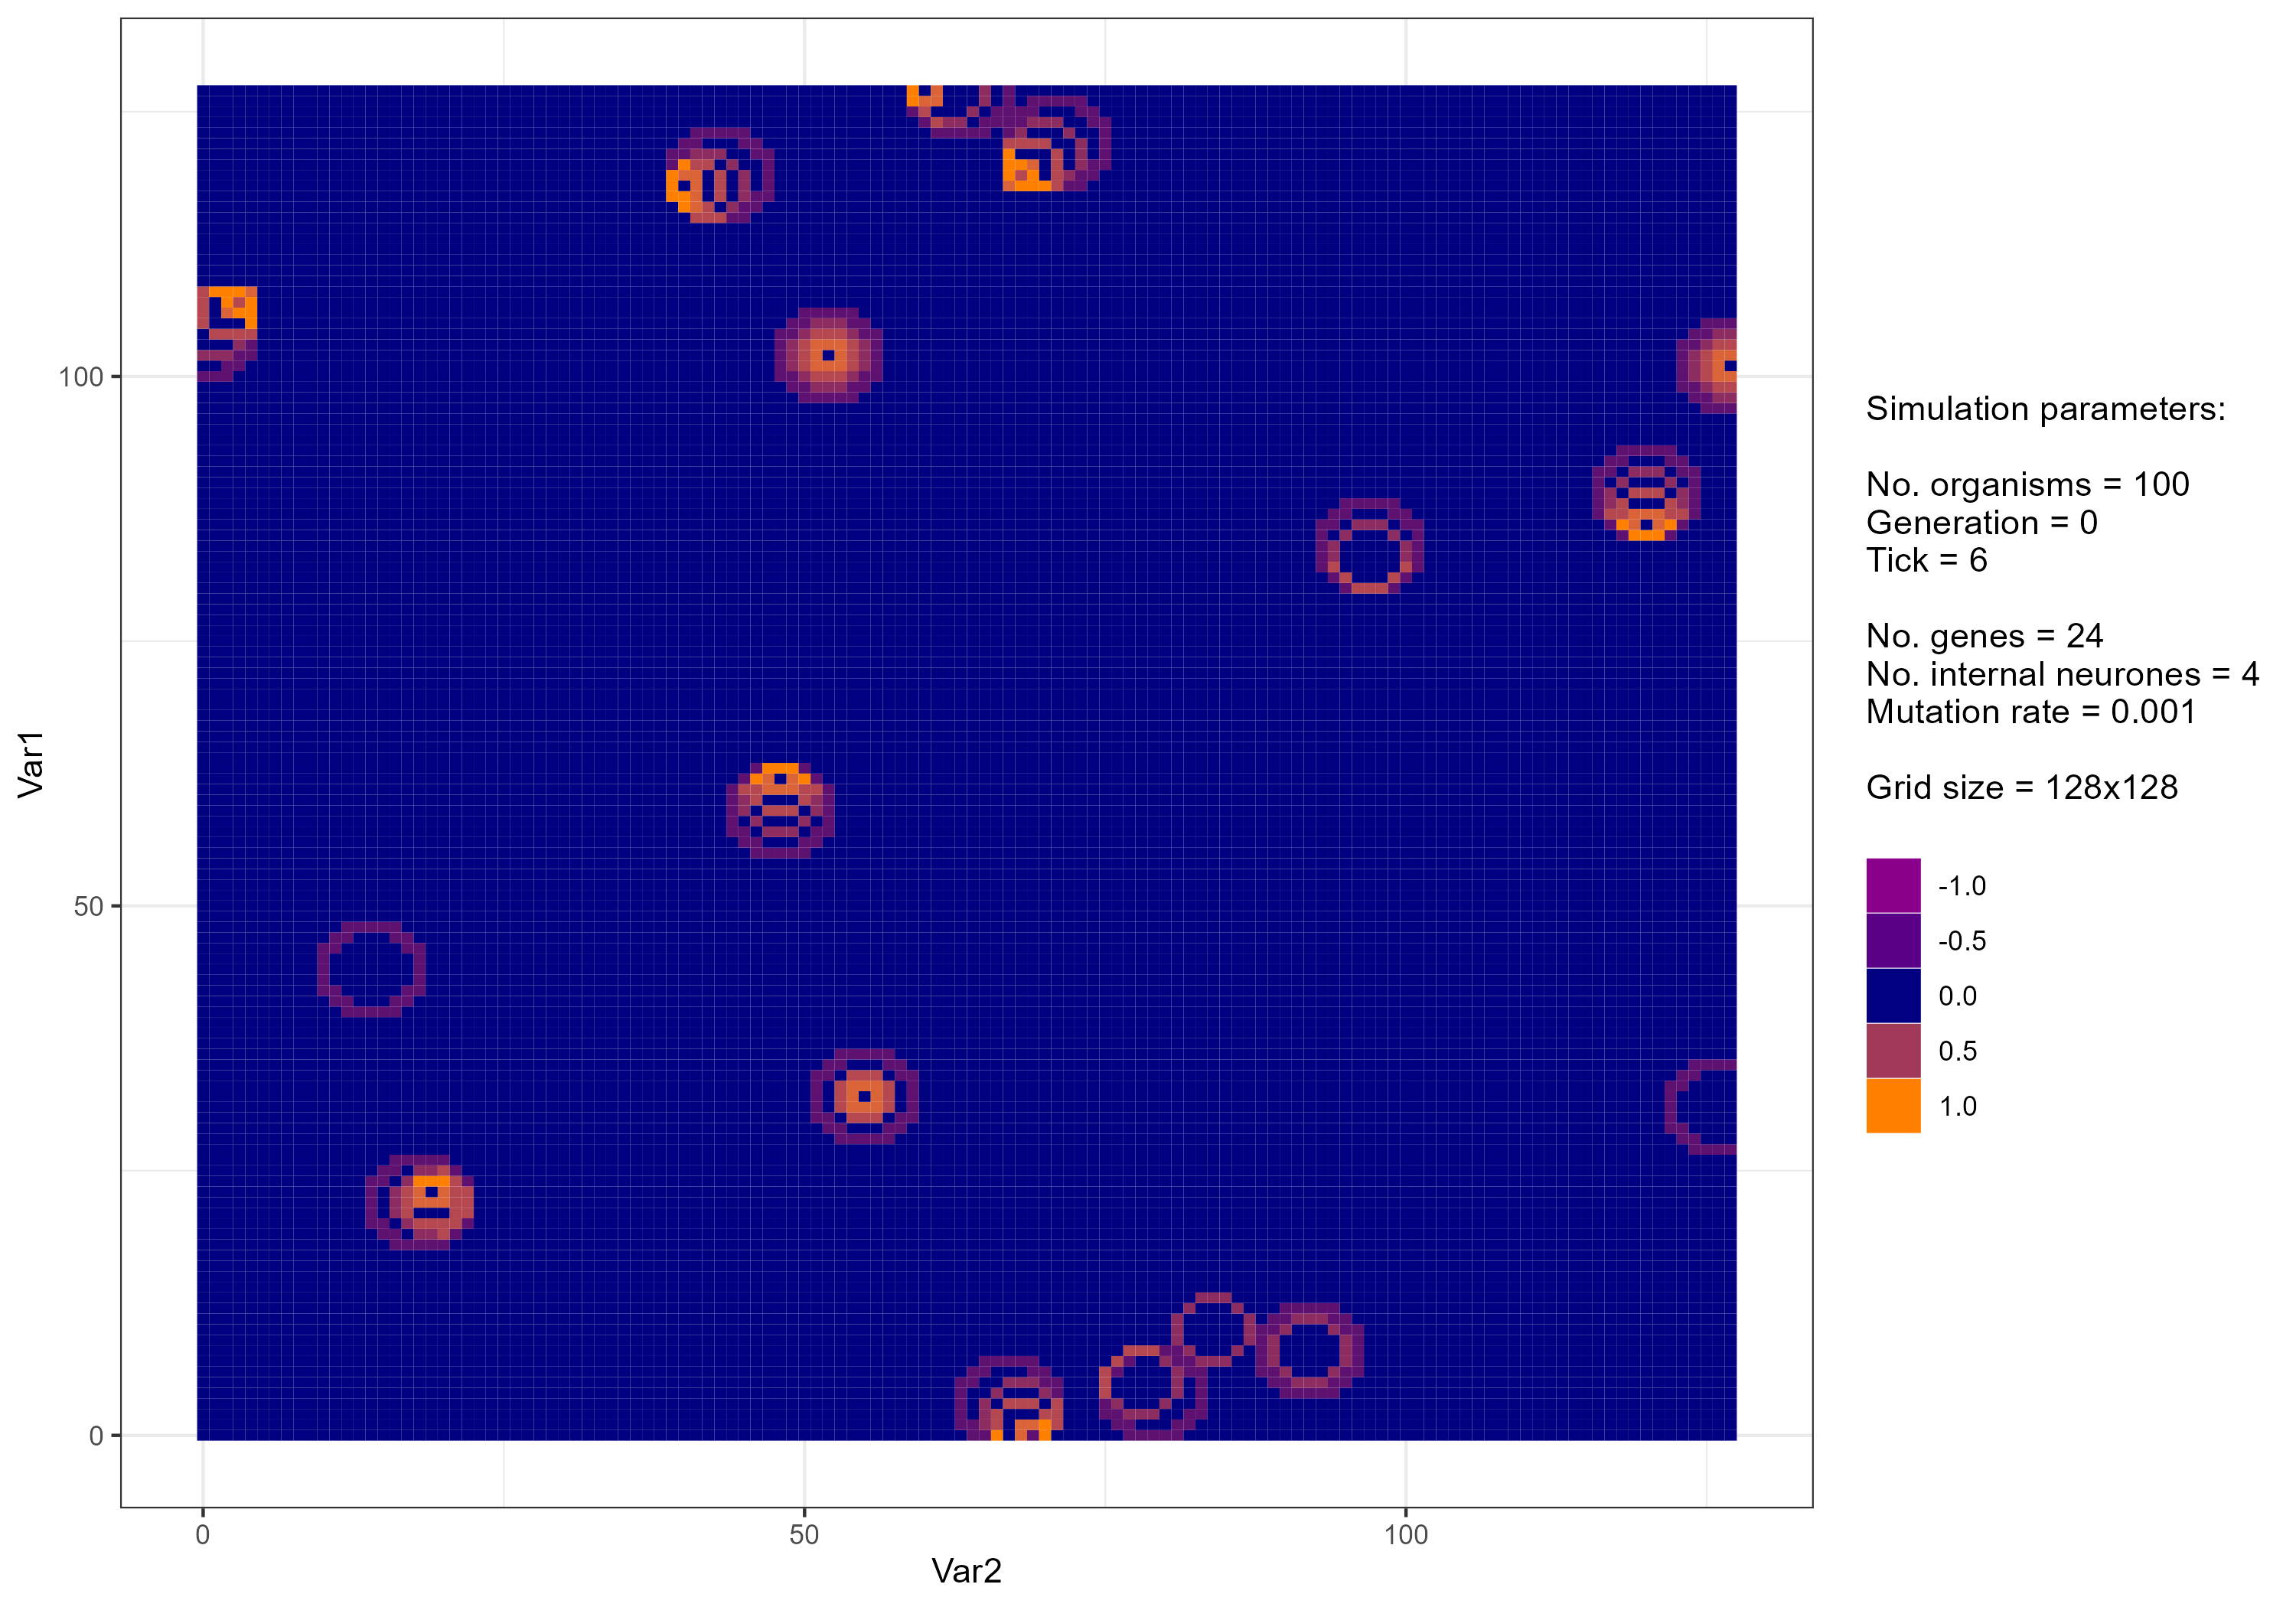 100
50
0
0
50
100
Var1
Var2
Simulation parameters:
No. organisms = 100
Generation = 0
Tick = 6
No. genes = 24
No. internal neurones = 4
Mutation rate = 0.001
Grid size = 128x128
-1.0
-0.5
0.0
0.5
1.0